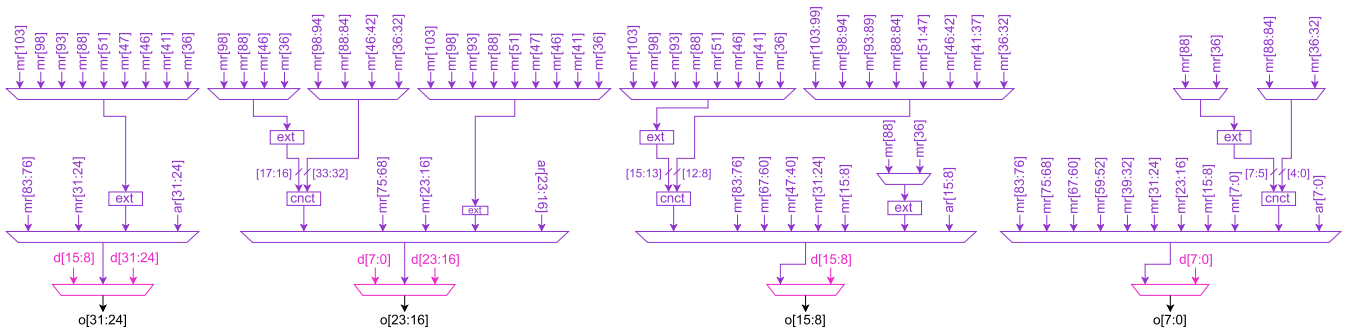 mr[103]
mr[98]
mr[93]
mr[88]
mr[51]
mr[47]
mr[46]
mr[41]
mr[36]
mr[98]
mr[88]
mr[46]
mr[36]
mr[98:94]
mr[88:84]
mr[46:42]
mr[36:32]
mr[103]
mr[98]
mr[93]
mr[88]
mr[51]
mr[47]
mr[46]
mr[41]
mr[36]
mr[103]
mr[98]
mr[93]
mr[88]
mr[51]
mr[46]
mr[41]
mr[36]
mr[103:99]
mr[98:94]
mr[93:89]
mr[88:84]
mr[51:47]
mr[46:42]
mr[41:37]
mr[36:32]
mr[88]
mr[36]
mr[88:84]
mr[36:32]
ext
ext
mr[88]
mr[36]
ext
[17:16]
[33:32]
[15:13]
[12:8]
[7:5]
[4:0]
mr[83:76]
mr[31:24]
ext
ar[31:24]
cnct
mr[75:68]
mr[23:16]
ext
ar[23:16]
cnct
mr[83:76]
mr[67:60]
mr[47:40]
mr[31:24]
mr[15:8]
ext
ar[15:8]
mr[83:76]
mr[75:68]
mr[67:60]
mr[59:52]
mr[39:32]
mr[31:24]
mr[23:16]
mr[15:8]
mr[7:0]
cnct
ar[7:0]
d[15:8]
d[31:24]
d[7:0]
d[23:16]
d[15:8]
d[7:0]
o[31:24]
o[23:16]
o[15:8]
o[7:0]